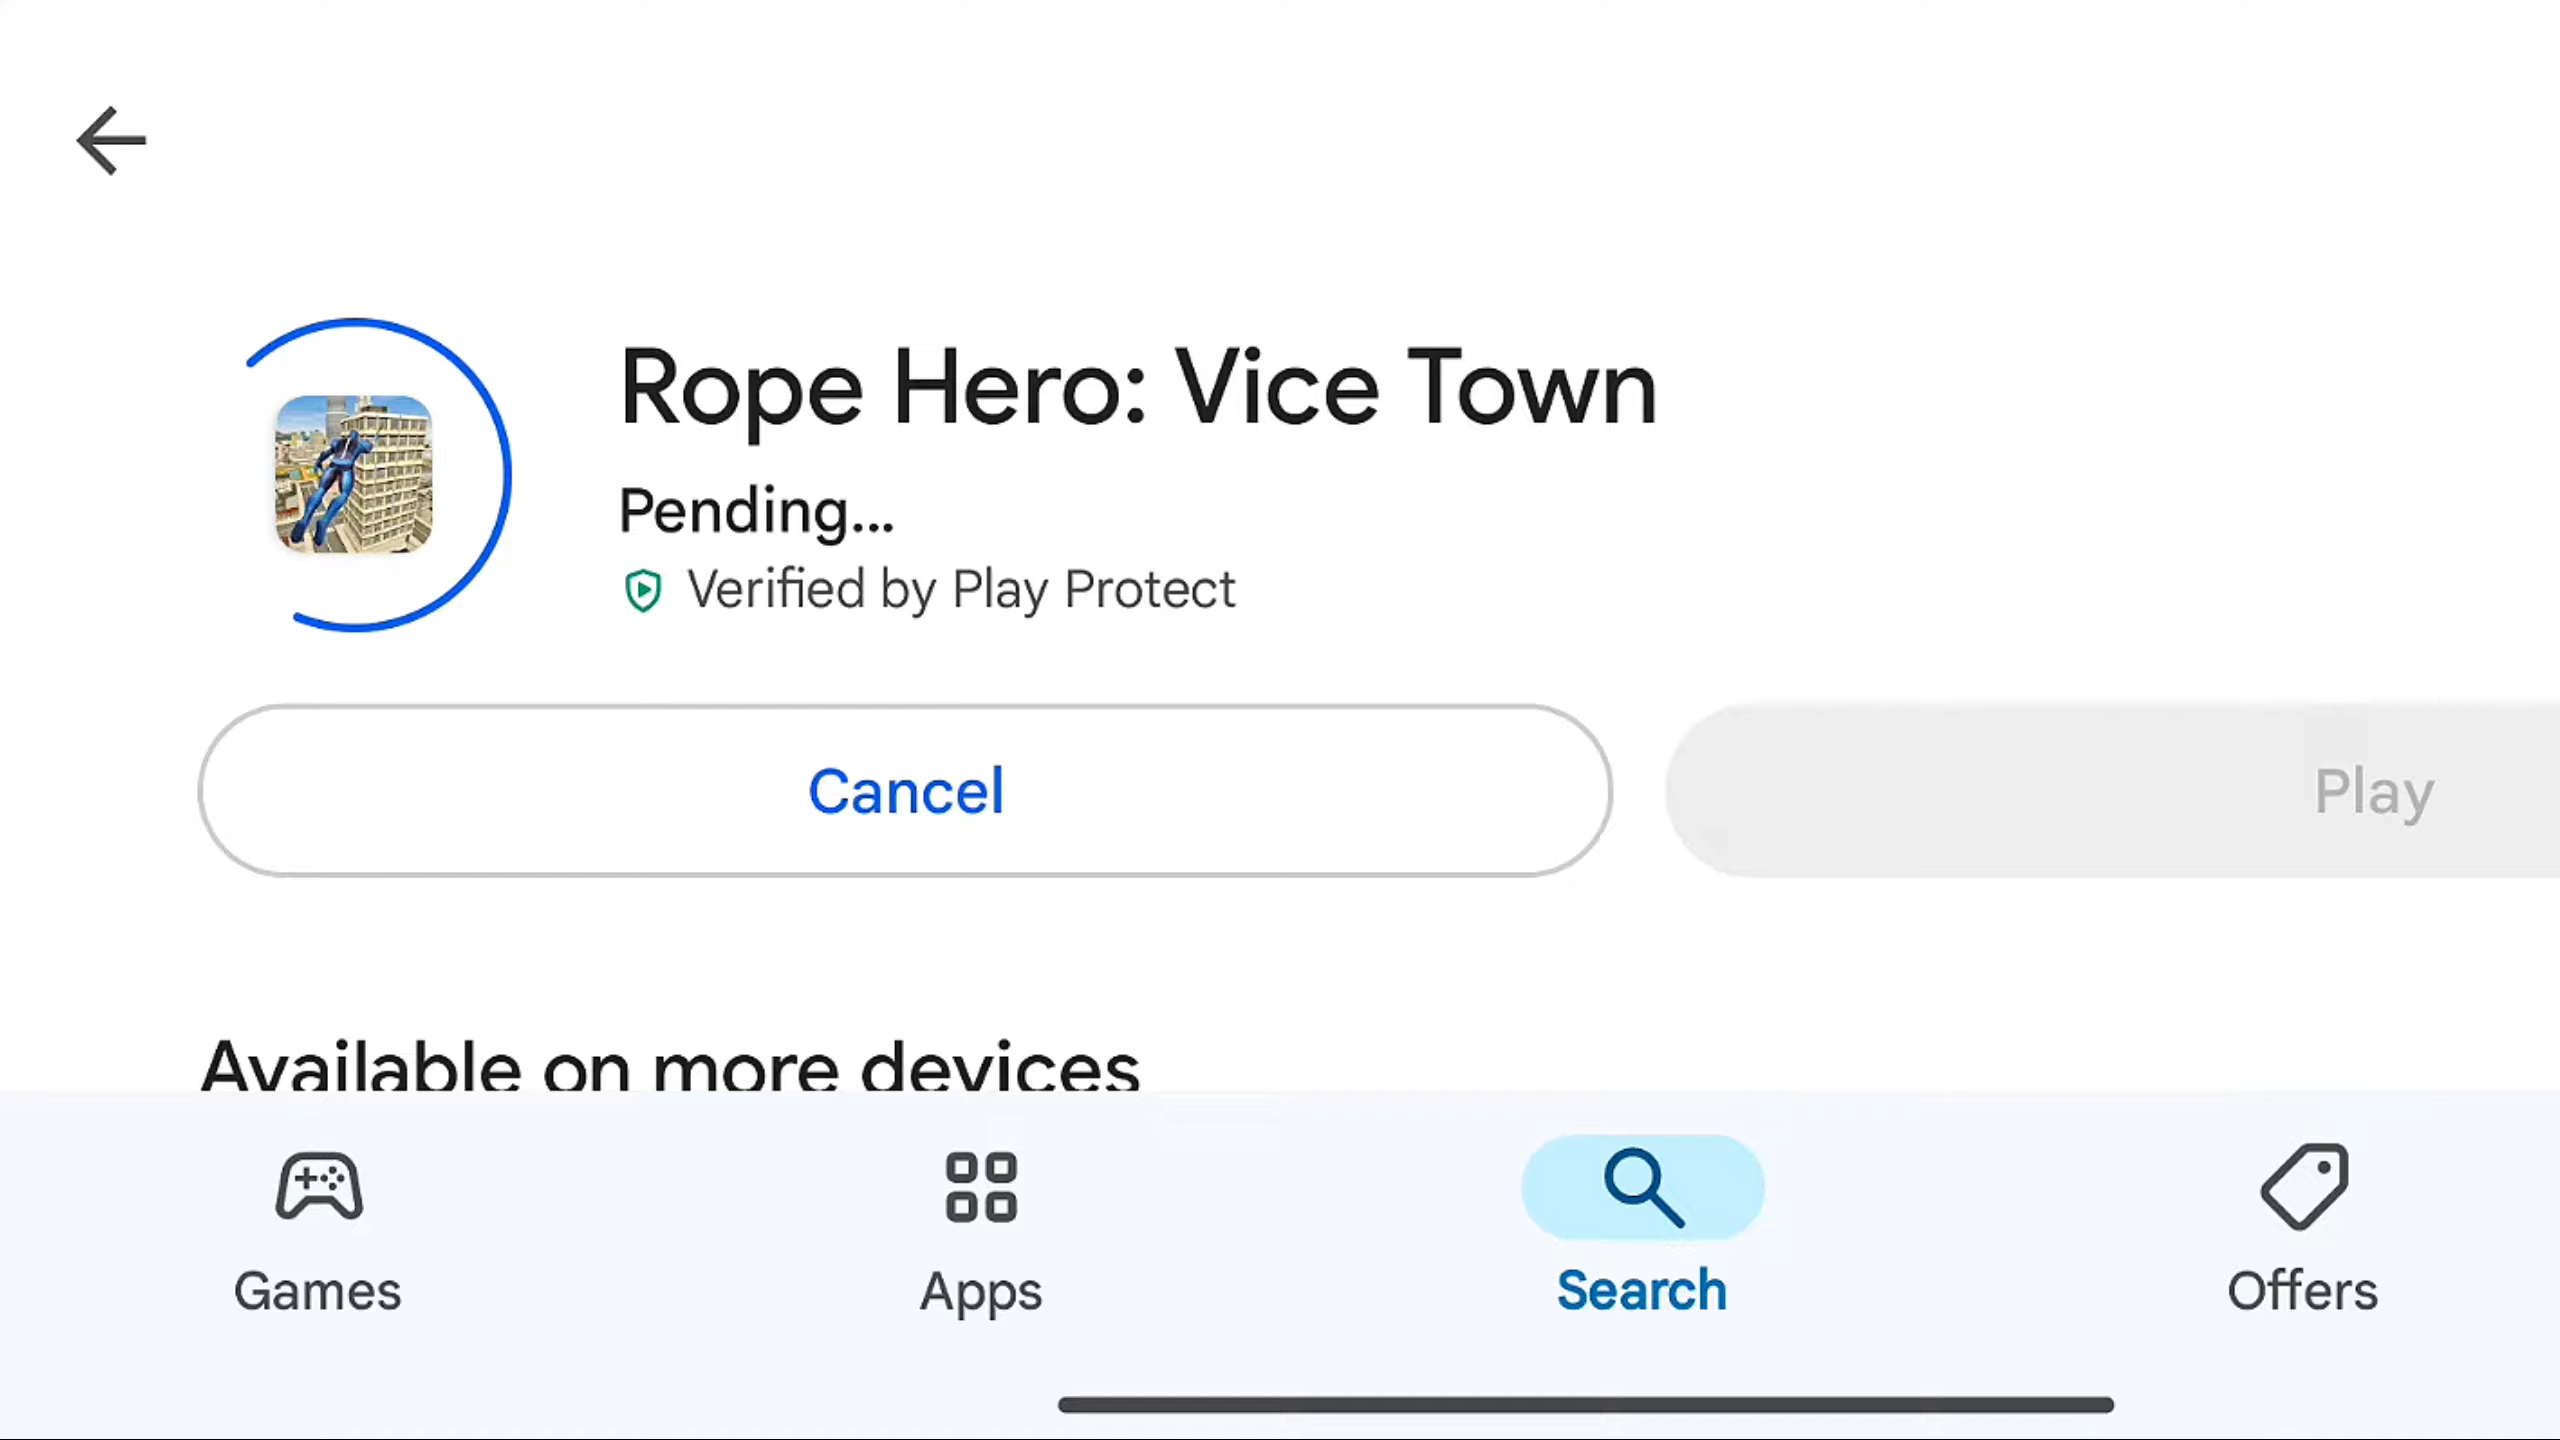 Rope Hero: Vice Town
Pending...
Verified by Play Protect
Cancel
Play
Available on more devices
Games
Apps
Search
Offers